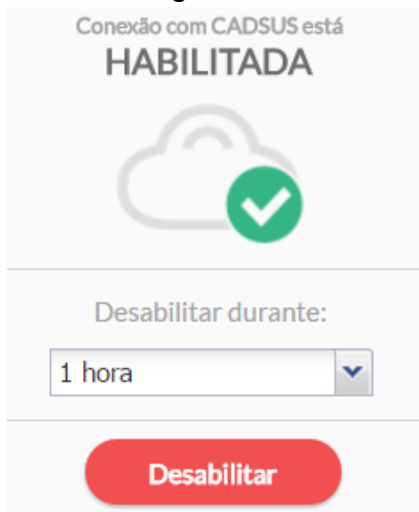 Conexão com CADSUS está
HABILITADA
Desabilitar durante:
1 hora
Desabilitar